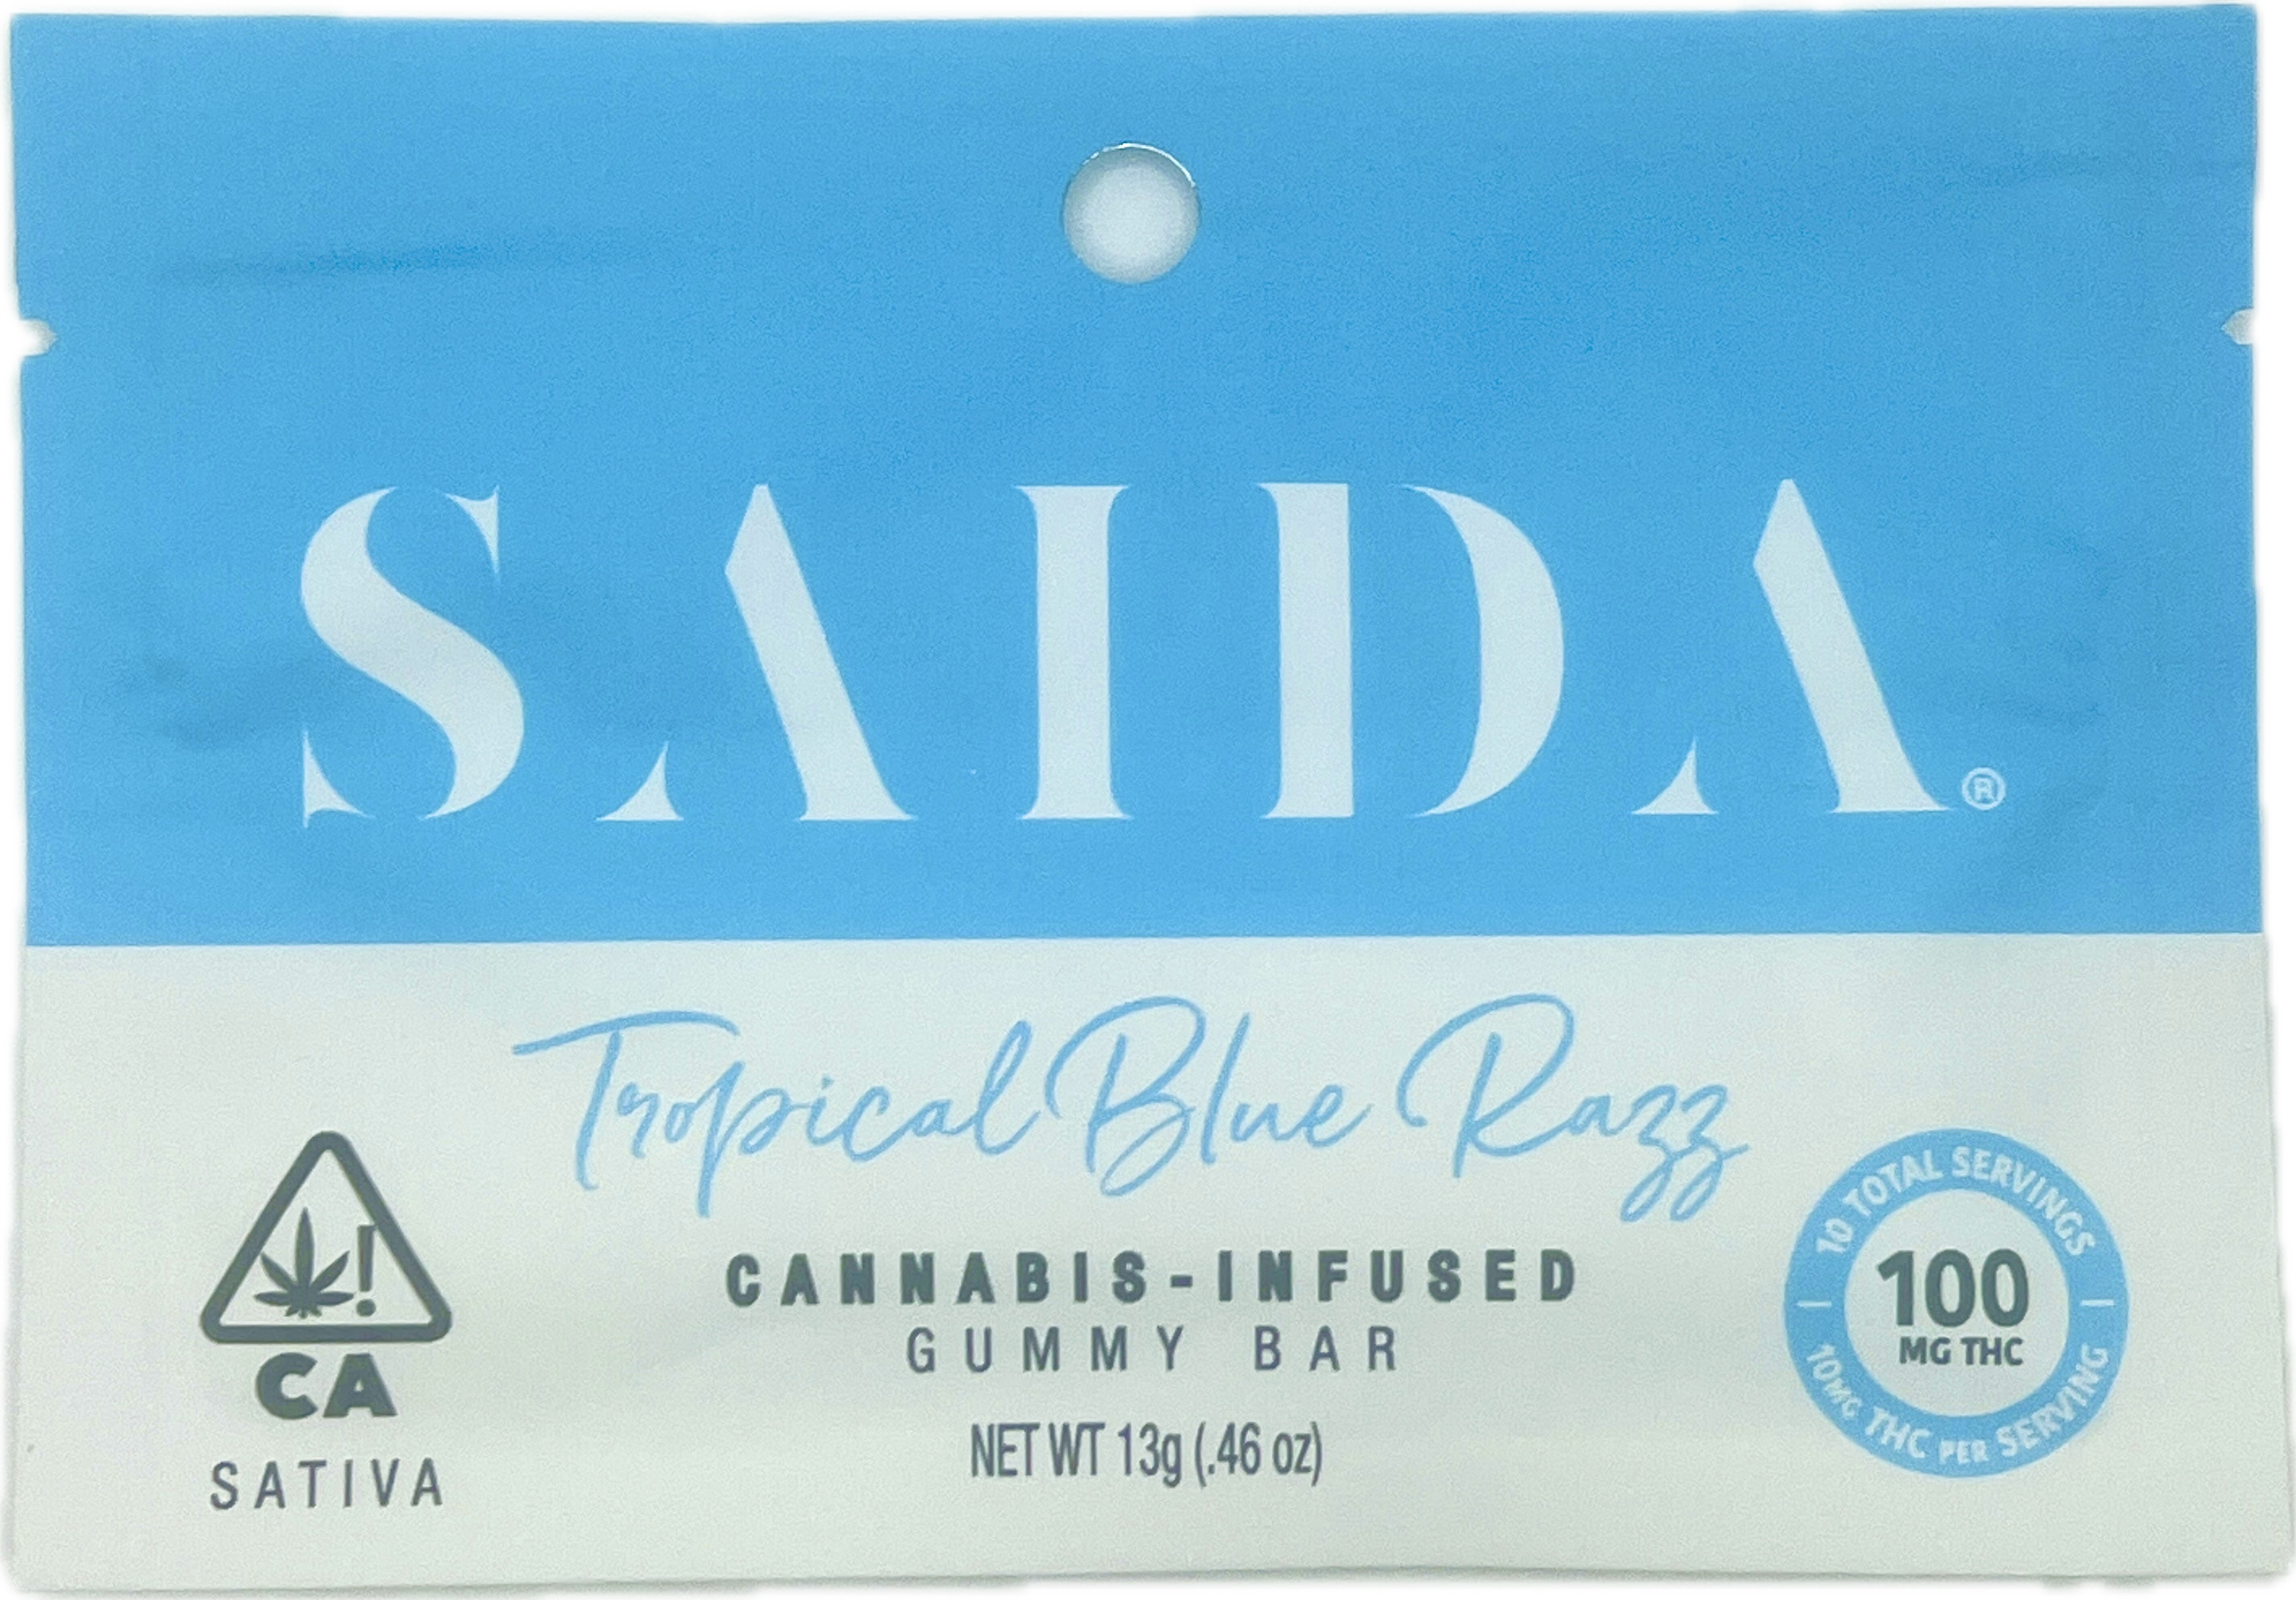 SAIDA®
Tropical Blue Razz
CANNABIS-INFUSED
GUMMY BAR
NET WT 13g (.46 oz)
!
CA
SATIVA
10 TOTAL SERVINGS
100
MG THC
10MG THC PER SERVING